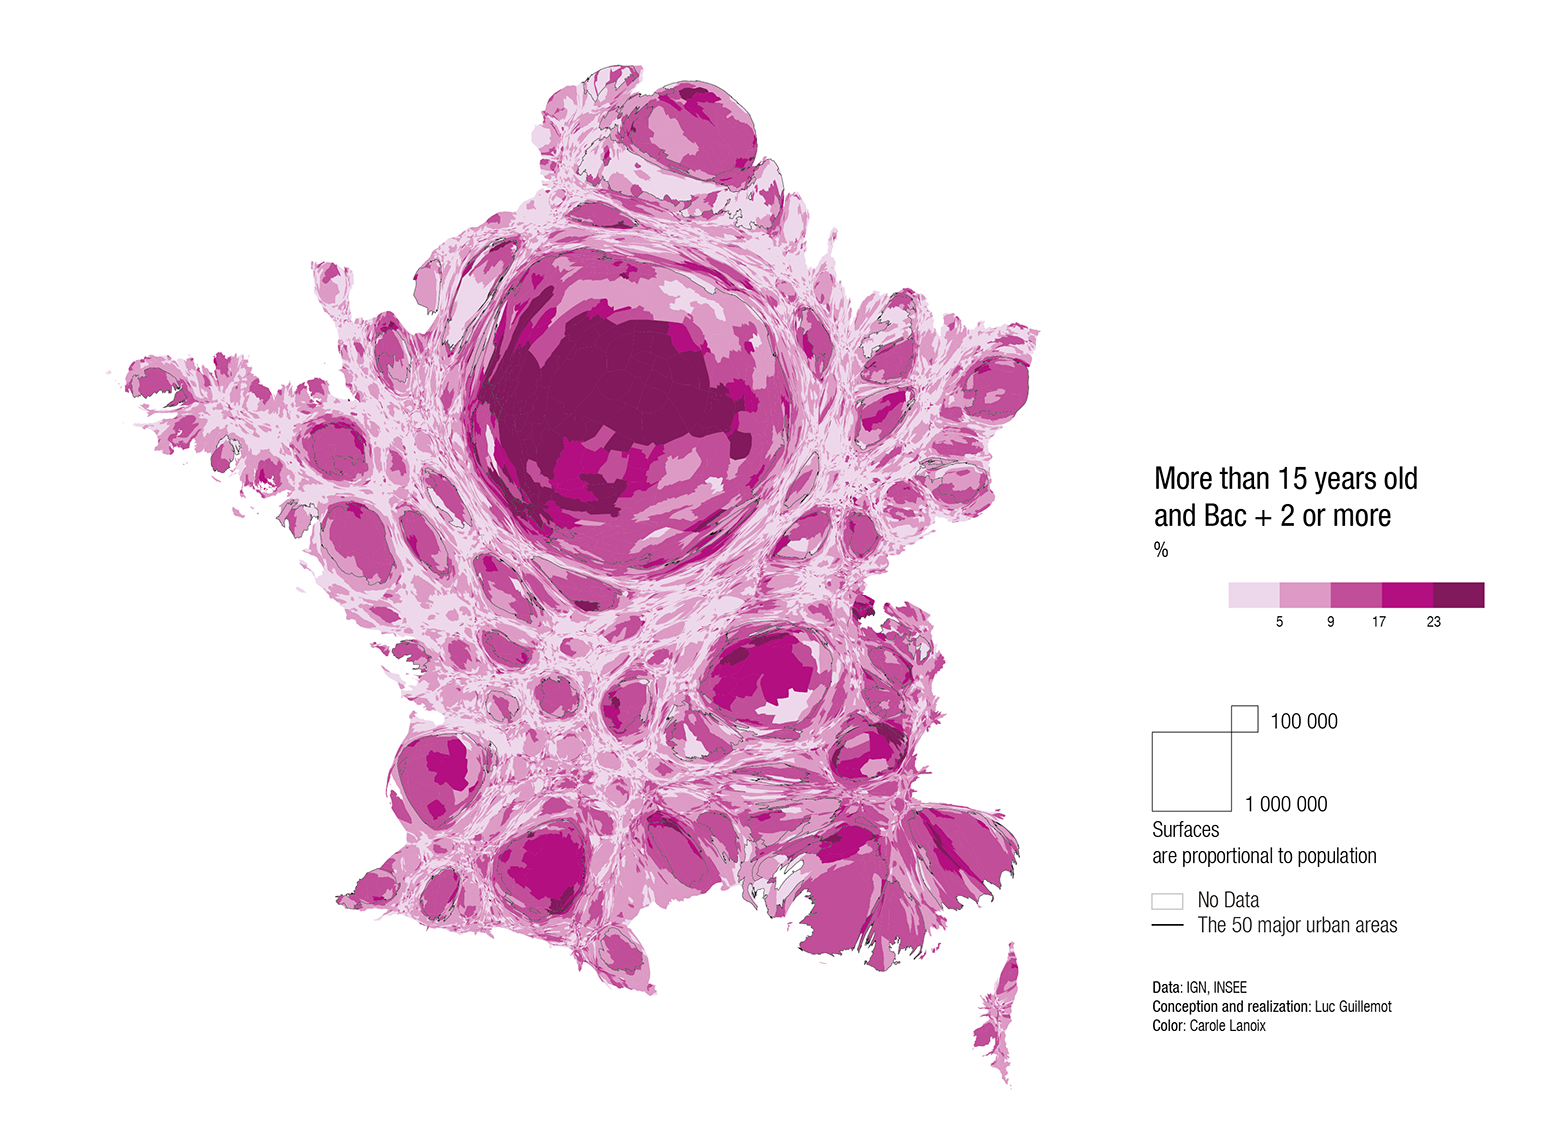 More than 15 years old
and Bac + 2 or more
%
5 9 17 23
100 000
1 000 000
Surfaces
are proportional to population
No Data
The 50 major urban areas
Data: IGN, INSEE
Conception and realization: Luc Guillemot
Color: Carole Lanoix